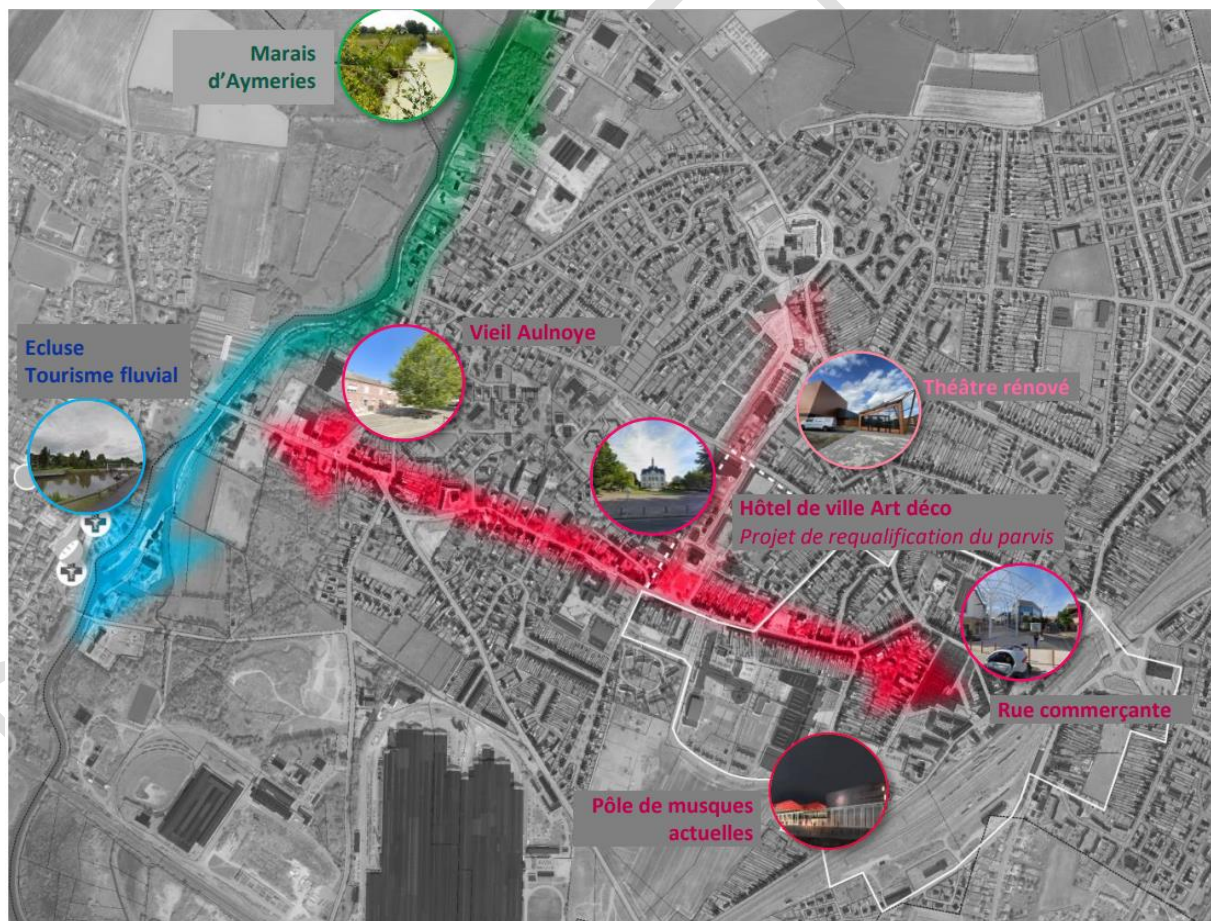 Marais
d'Aymeries
Vieil Aulnoye
Ecluse
Tourisme fluvial
Théâtre rénové
Hôtel de ville Art déco
Projet de requalification du parvis
Rue commerçante
Pôle de musques
actuelles